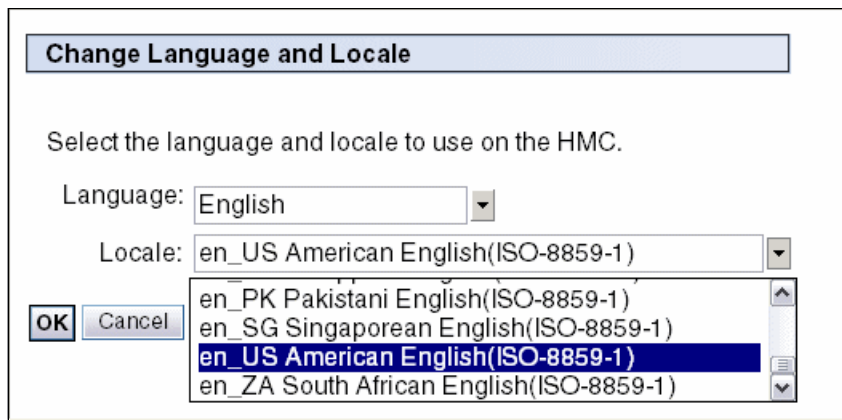 Change Language and Locale
Select the language and locale to use on the HMC.
Language: English
Locale: en_US American English(ISO-8859-1)
en_PK Pakistani English(ISO-8859-1)
en_SG Singaporean English(ISO-8859-1)
en_US American English(ISO-8859-1)
en_ZA South African English(ISO-8859-1)
OK Cancel